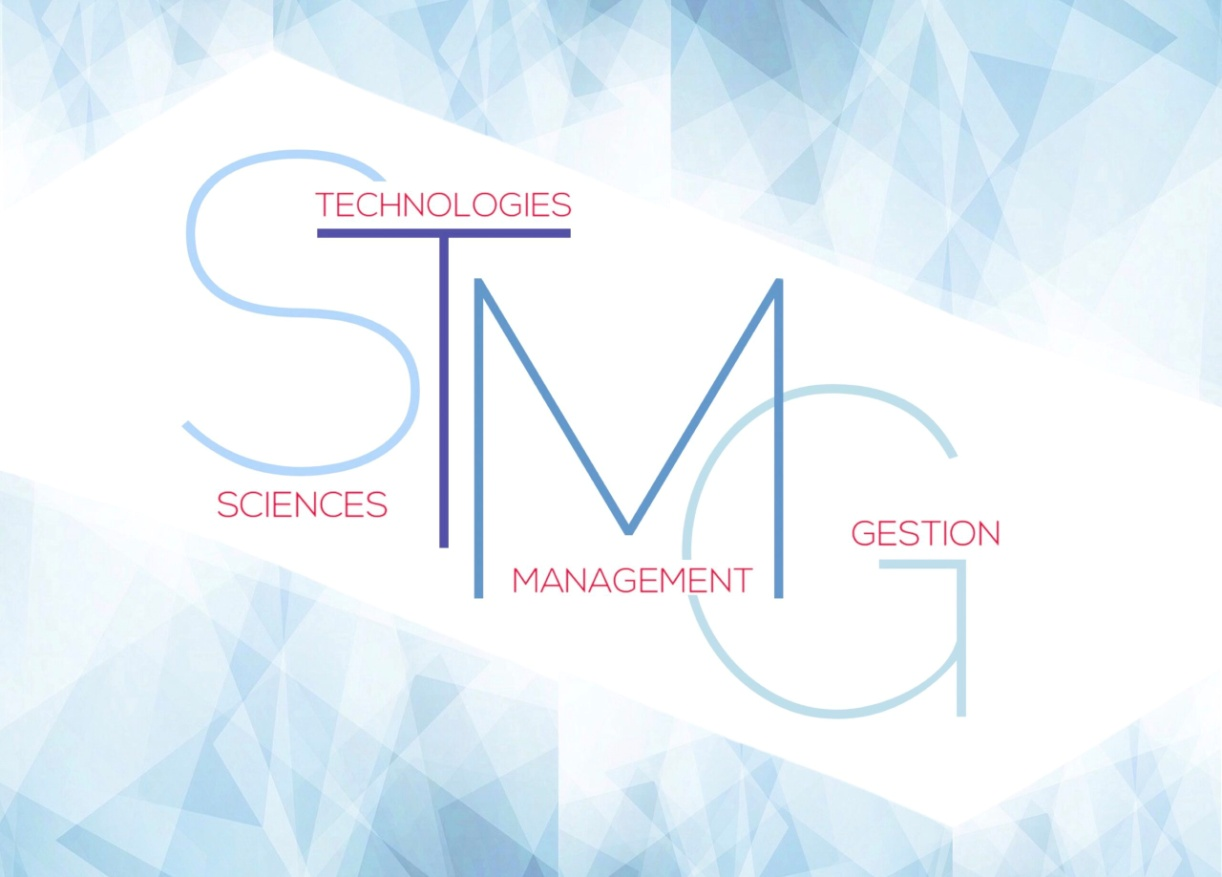 STMG
TECHNOLOGIES
SCIENCES
GESTION
MANAGEMENT